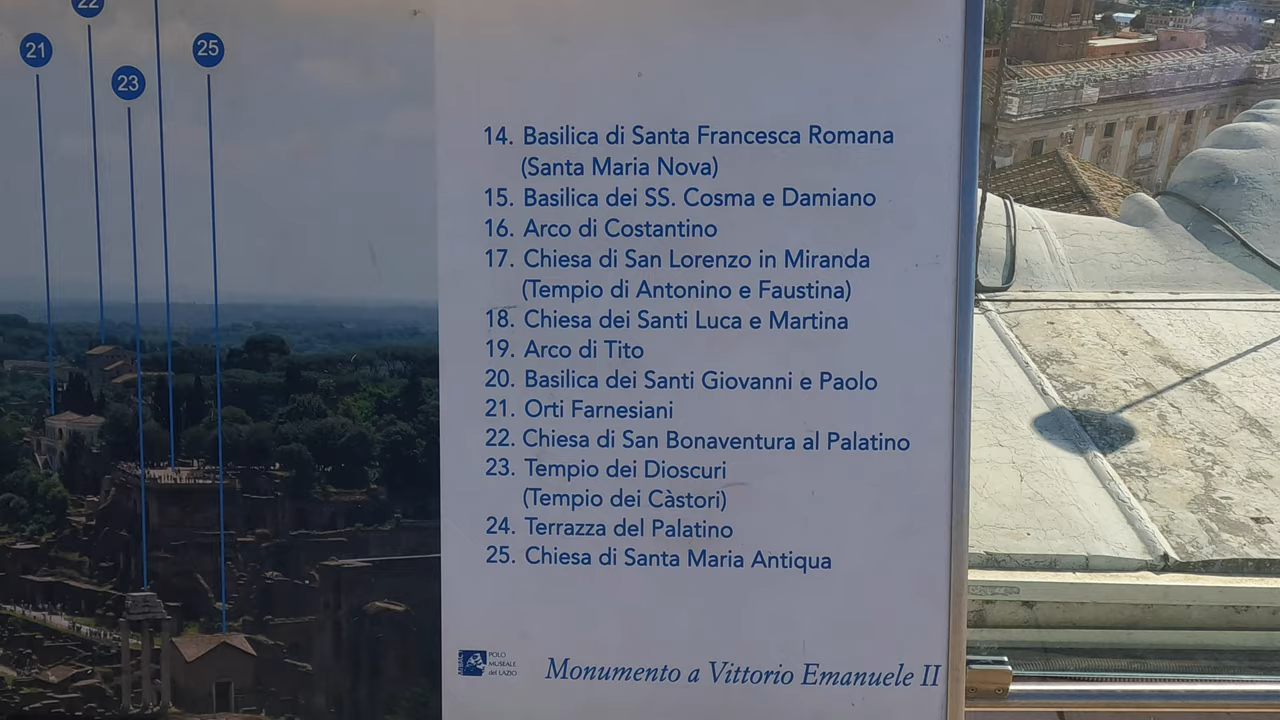 22
21
25
23
14. Basilica di Santa Francesca Romana
(Santa Maria Nova)
15. Basilica dei SS. Cosma e Damiano
16. Arco di Costantino
17. Chiesa di San Lorenzo in Miranda
(Tempio di Antonino e Faustina)
18. Chiesa dei Santi Luca e Martina
19. Arco di Tito
20. Basilica dei Santi Giovanni e Paolo
21. Orti Farnesiani
22. Chiesa di San Bonaventura al Palatino
23. Tempio dei Dioscuri
(Tempio dei Càstori)
24. Terrazza del Palatino
25. Chiesa di Santa Maria Antiqua
POLO
MUSEALE
del LAZIO
Monumento a Vittorio Emanuele II